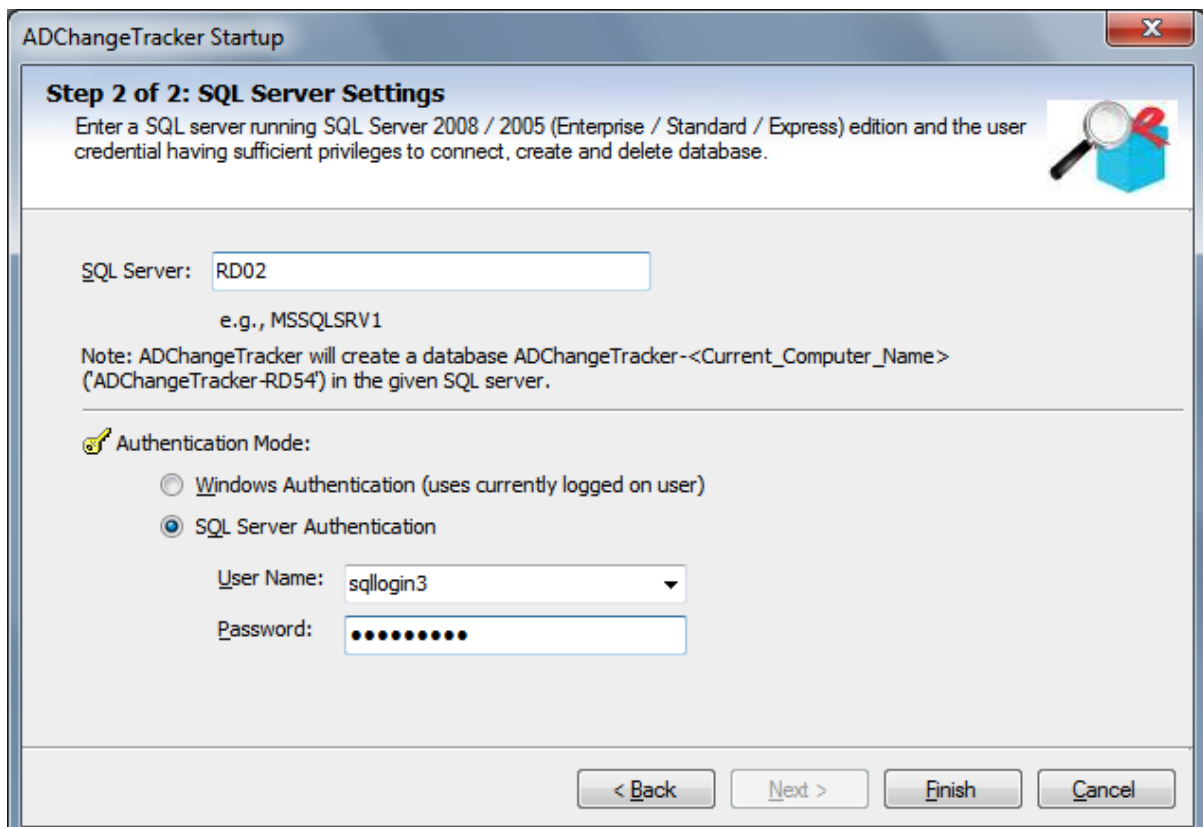 ADChangeTracker Startup
Step 2 of 2: SQL Server Settings
Enter a SQL server running SQL Server 2008 / 2005 (Enterprise / Standard / Express) edition and the user
credential having sufficient privileges to connect, create and delete database.
SQL Server: RD02
e.g., MSSQLSRV1
Note: ADChangeTracker will create a database ADChangeTracker-<Current_Computer_Name>
('ADChangeTracker-RD54') in the given SQL server.
Authentication Mode:
Windows Authentication (uses currently logged on user)
SQL Server Authentication
User Name: sqllogin3
Password: ●●●●●●●●●
< Back Next > Finish Cancel